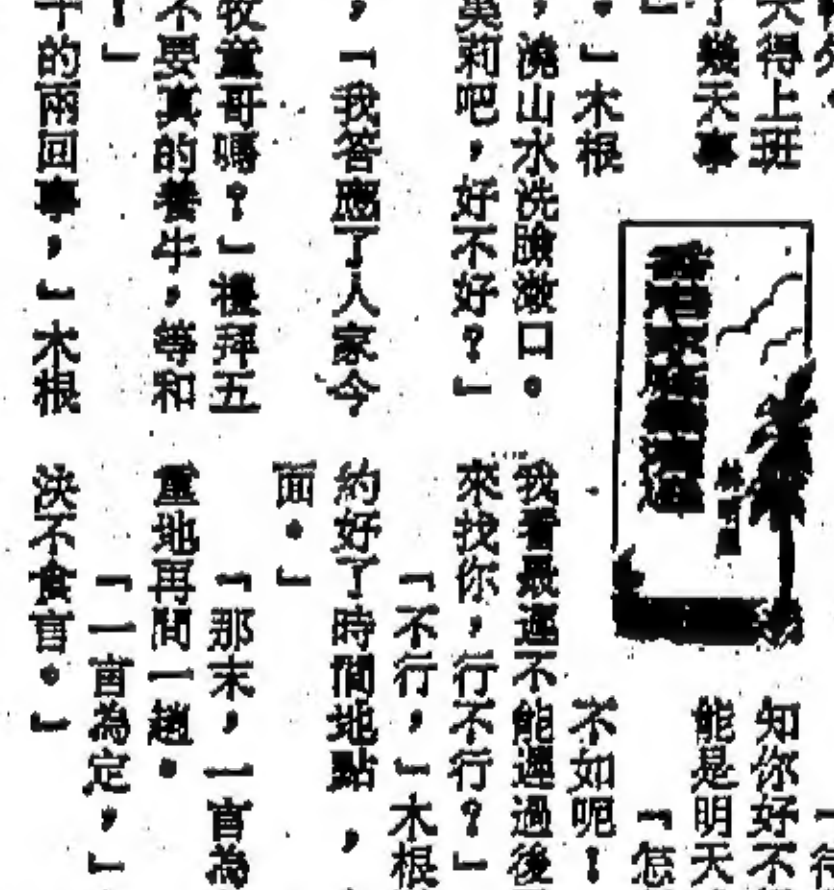 外。
天得上班
了幾天事
」
。」木根
，澆山水洗臉漱口。
莉吧，好不好？」
，「我答應了人家今
牧童哥嗎？」禮拜五
不要真的養牛，等和
！」
的兩回事，」木根
「
知你好不
能是明天
「怎
不如呢！
我看最遲不能遲過後
來找你，行不行？」
「不行，」木根
約好了時間地點，
面。」
「那末，一言為
重地再問一趟。
「一言為定，」
決不食言。」